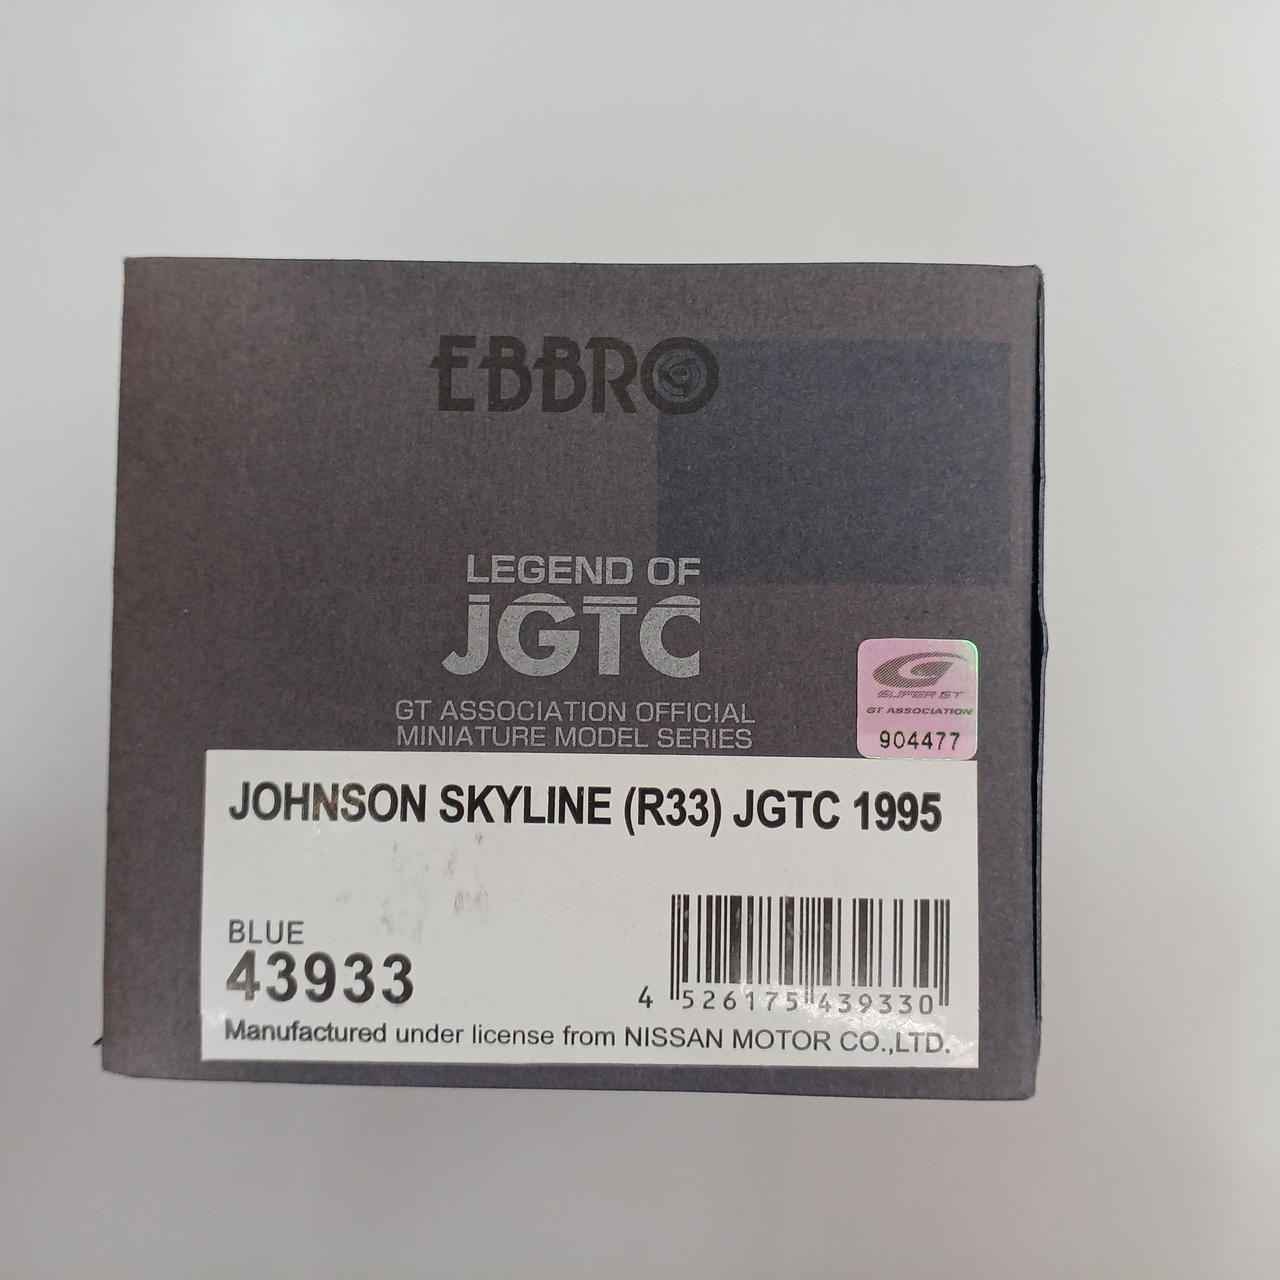 EBBRO
LEGEND OF
JGTC
GT ASSOCIATION OFFICIAL
MINIATURE MODEL SERIES
SUPER GT
GT ASSOCIATION
904477
JOHNSON SKYLINE (R33) JGTC 1995
BLUE
43933
4 526175 439330
Manufactured under license from NISSAN MOTOR CO.,LTD.